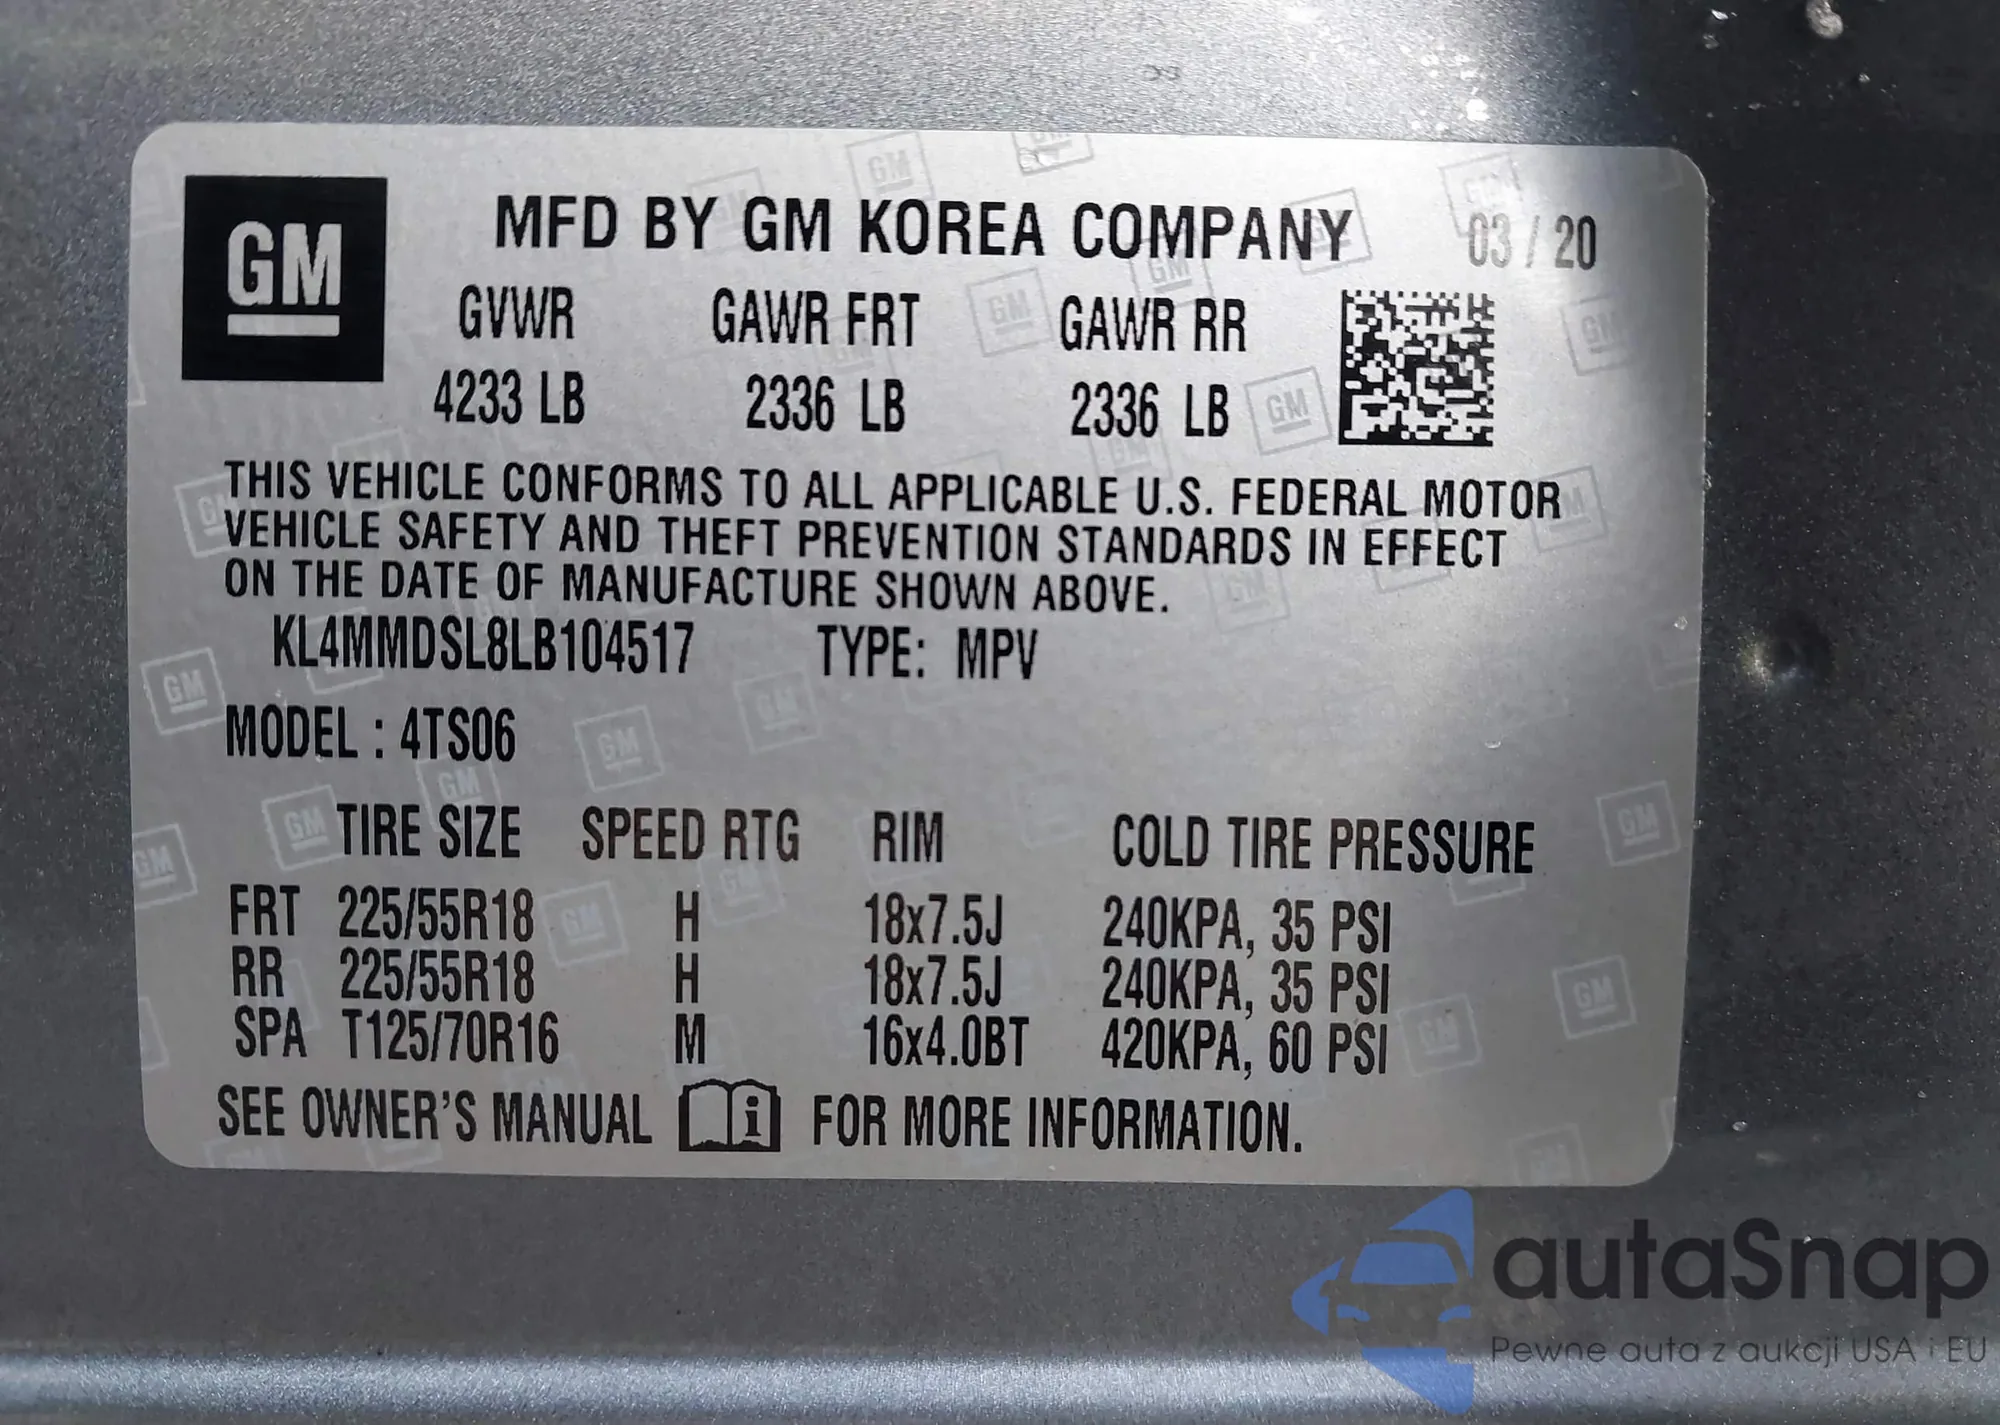 GM
MFD BY GM KOREA COMPANY 03 / 20
GVWR GAWR FRT GAWR RR
4233 LB 2336 LB 2336 LB
THIS VEHICLE CONFORMS TO ALL APPLICABLE U.S. FEDERAL MOTOR
VEHICLE SAFETY AND THEFT PREVENTION STANDARDS IN EFFECT
ON THE DATE OF MANUFACTURE SHOWN ABOVE.
KL4MMDSL8LB104517 TYPE: MPV
MODEL : 4TS06
TIRE SIZE SPEED RTG RIM COLD TIRE PRESSURE
FRT 225/55R18 H 18x7.5J 240KPA, 35 PSI
RR 225/55R18 H 18x7.5J 240KPA, 35 PSI
SPA T125/70R16 M 16x4.0BT 420KPA, 60 PSI
SEE OWNER'S MANUAL i FOR MORE INFORMATION.
autaSnap
Pewne auta z aukcji USA i EU